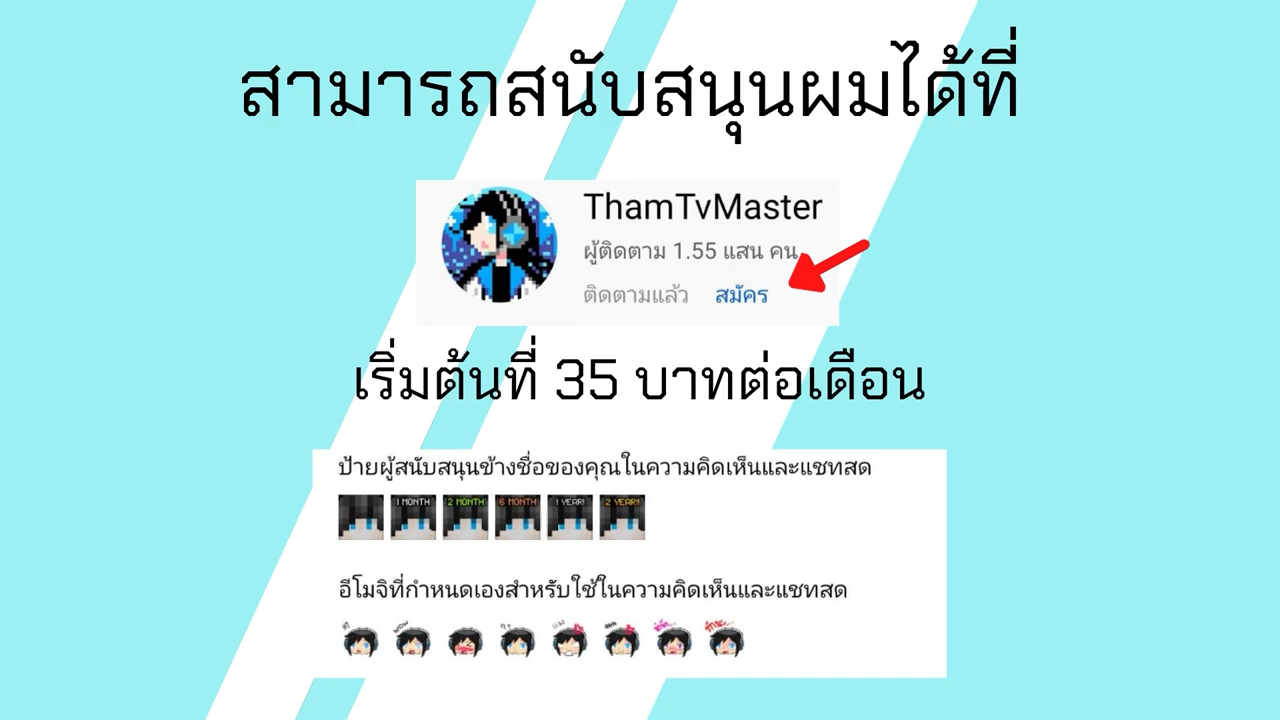 สามารถสนับสนุนผมได้ที่
ThamTvMaster
ผู้ติดตาม 1.55 แสน คน
ติดตามแล้ว สมัคร
เริ่มต้นที่ 35 บาทต่อเดือน
ป้ายผู้สนับสนุนข้างชื่อของคุณในความคิดเห็นและแชทสด
1 MONTH 2 MONTH 6 MONTH 1 YEAR! 2 YEAR!
อีโมจิที่กำหนดเองสำหรับใช้ในความคิดเห็นและแชทสด
WOW ??